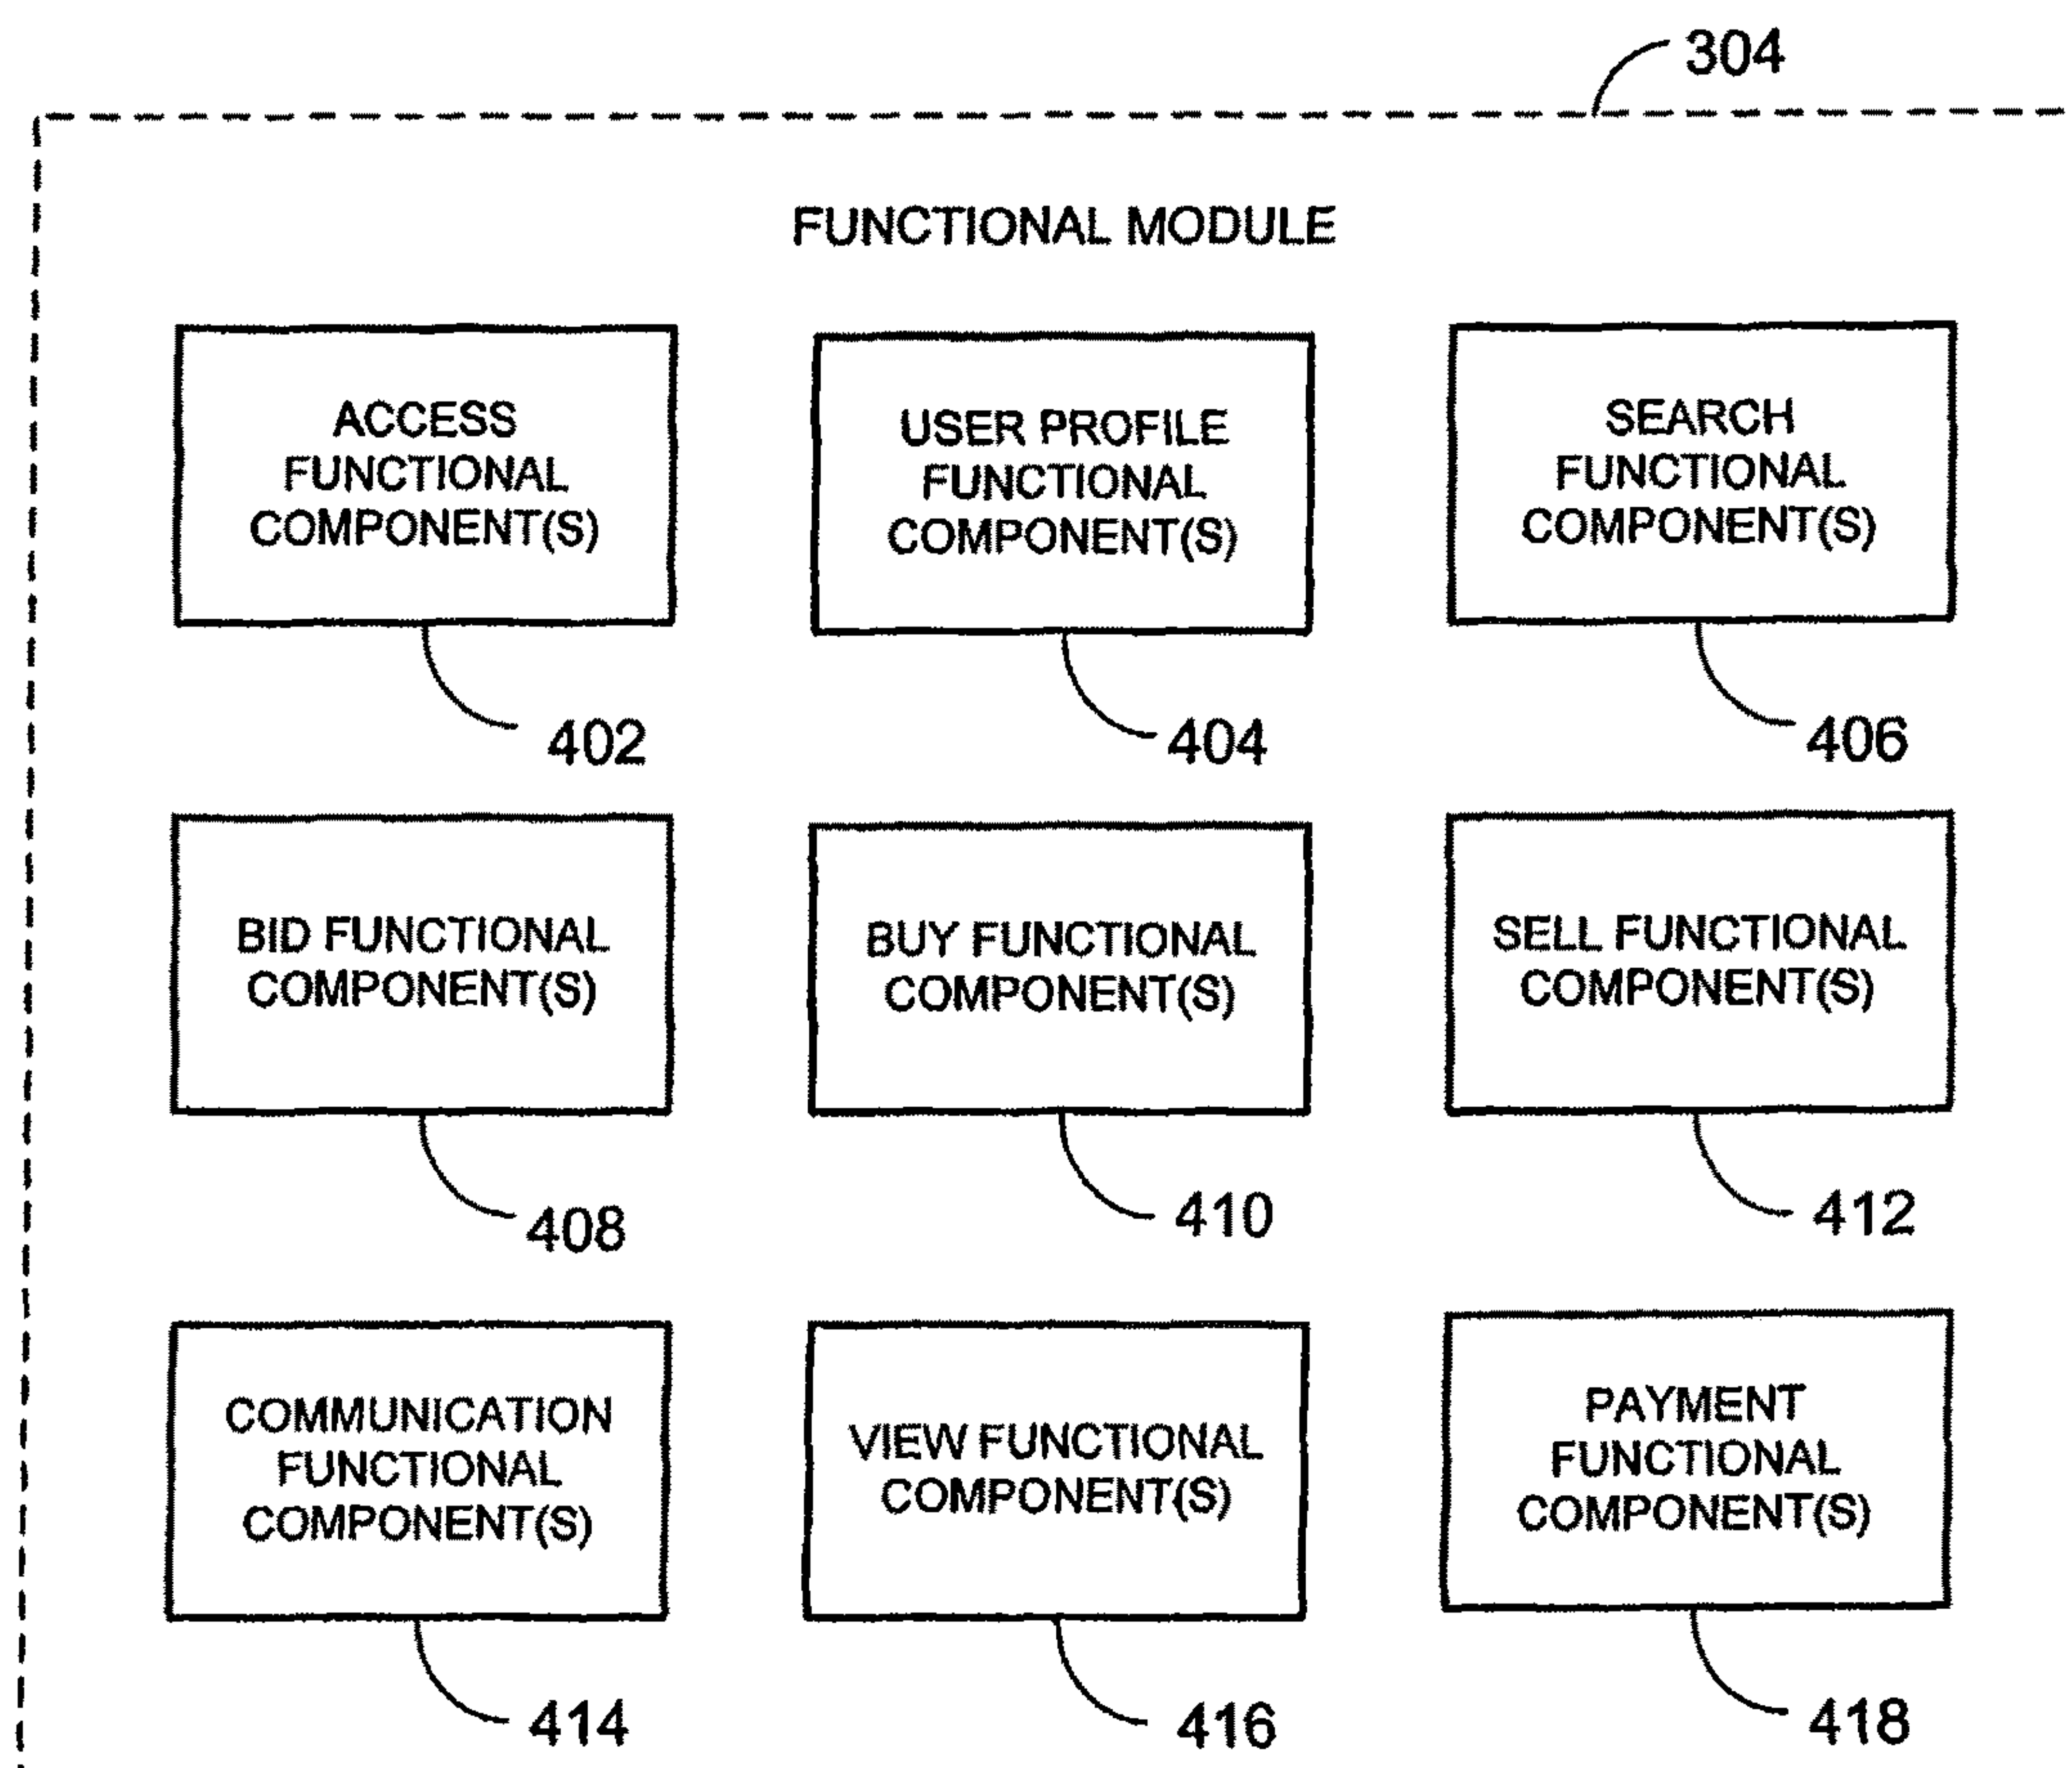 304
FUNCTIONAL MODULE
ACCESS
FUNCTIONAL
COMPONENT(S)
402
USER PROFILE
FUNCTIONAL
COMPONENT(S)
404
SEARCH
FUNCTIONAL
COMPONENT(S)
406
BID FUNCTIONAL
COMPONENT(S)
408
BUY FUNCTIONAL
COMPONENT(S)
410
SELL FUNCTIONAL
COMPONENT(S)
412
COMMUNICATION
FUNCTIONAL
COMPONENT(S)
414
VIEW FUNCTIONAL
COMPONENT(S)
416
PAYMENT
FUNCTIONAL
COMPONENT(S)
418